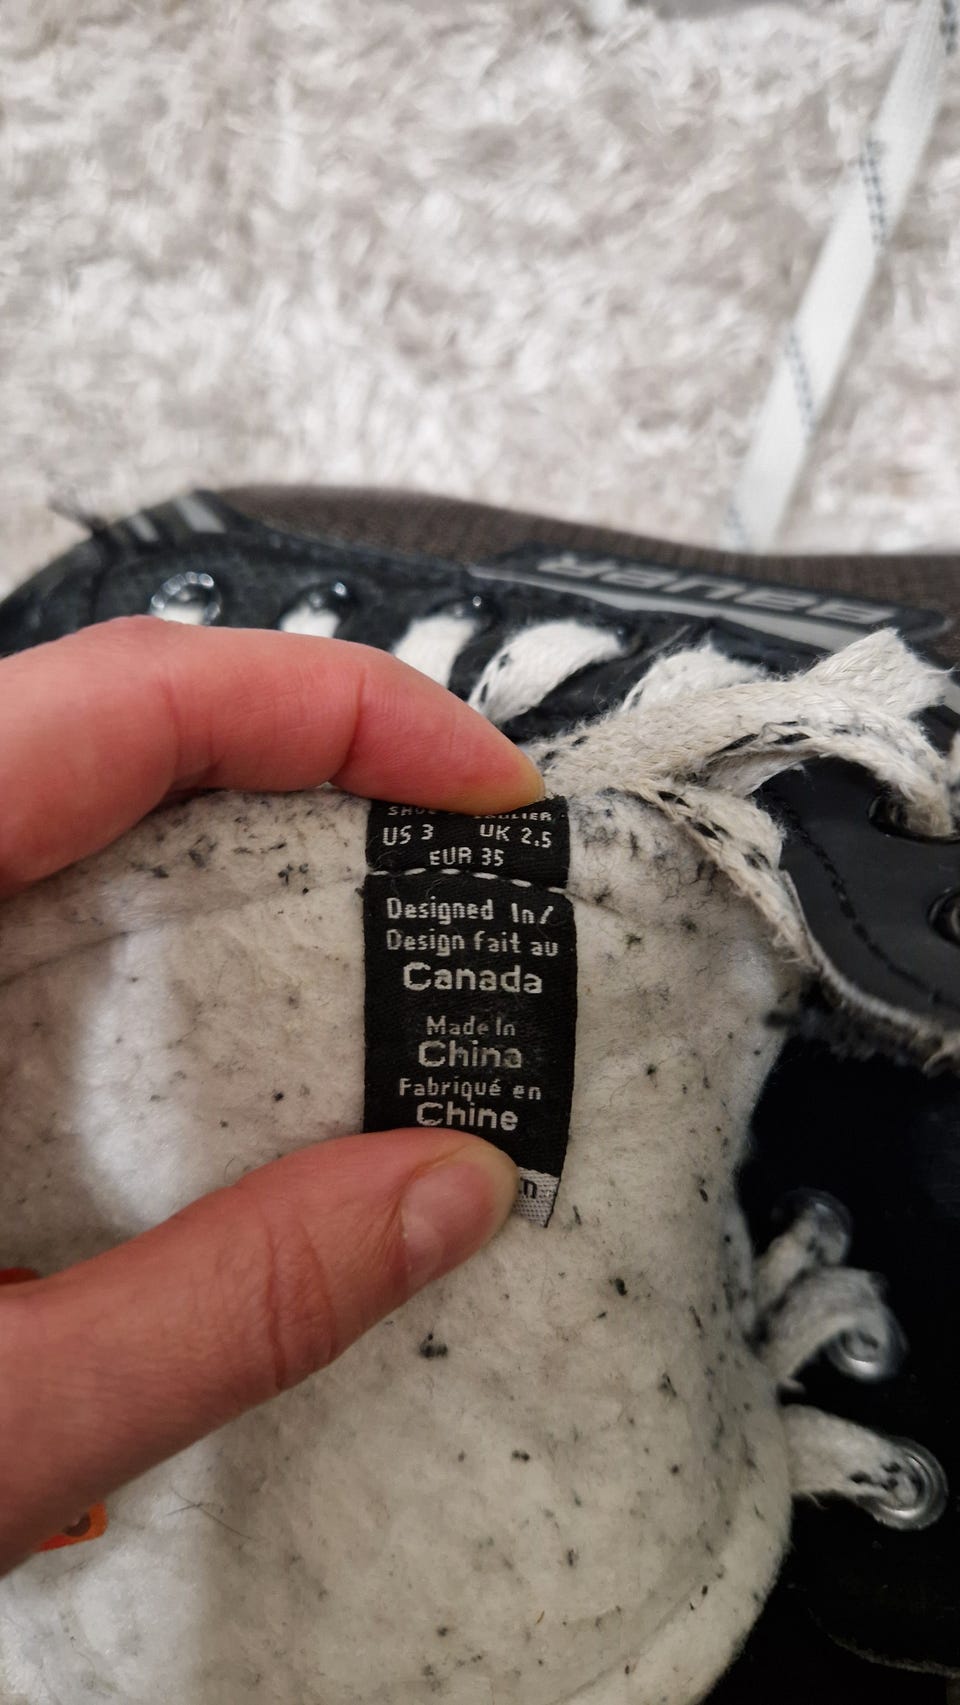 BAUER
US 3 UK 2.5
EUR 35
Designed In/
Design fait au
Canada
Made In
China
Fabriqué en
Chine